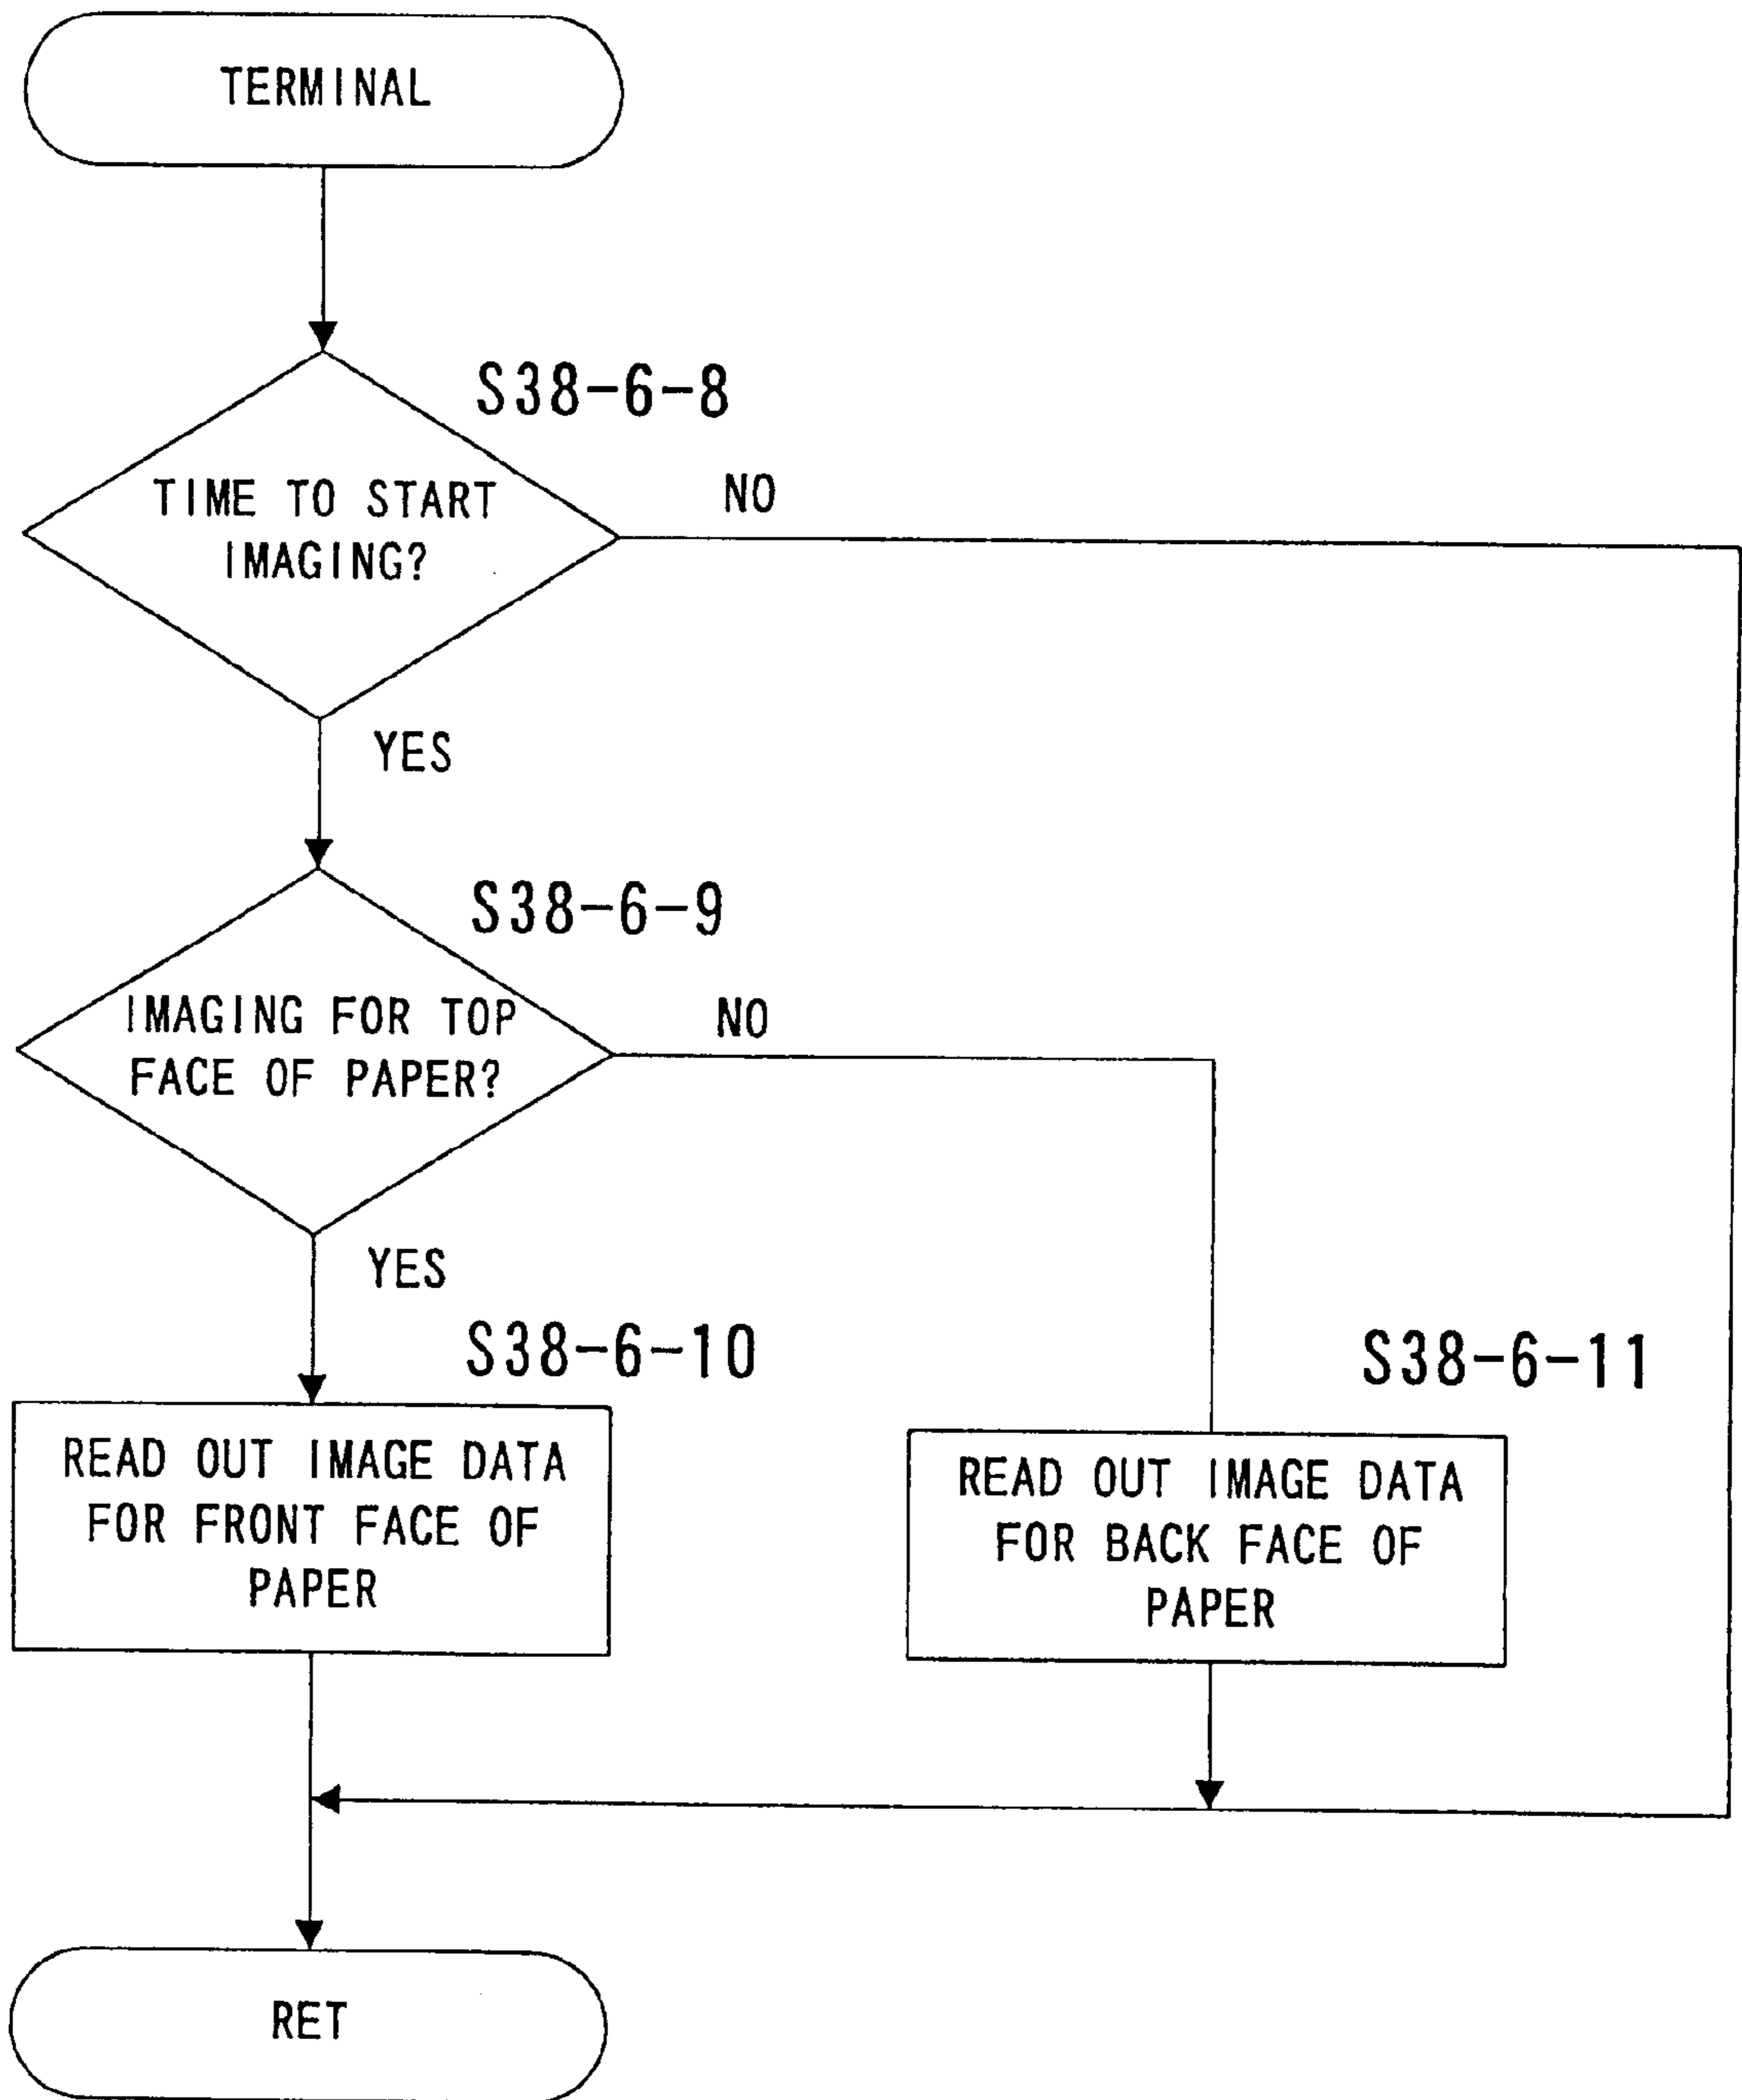 TERMINAL
S38-6-8
TIME TO START
IMAGING?
NO
YES
S38-6-9
IMAGING FOR TOP
FACE OF PAPER?
NO
YES
S38-6-10
READ OUT IMAGE DATA
FOR FRONT FACE OF
PAPER
S38-6-11
READ OUT IMAGE DATA
FOR BACK FACE OF
PAPER
RET